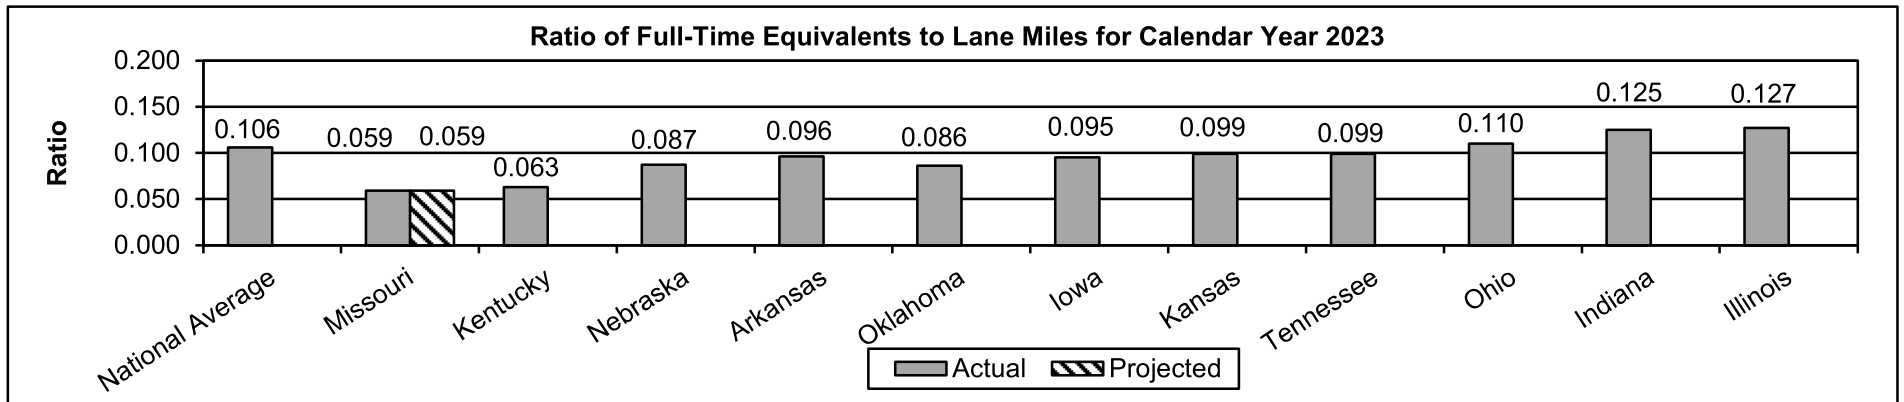 Ratio of Full-Time Equivalents to Lane Miles for Calendar Year 2023
Ratio
0.200
0.150
0.100
0.050
0.000
0.106
0.059
0.059
0.063
0.087
0.096
0.086
0.095
0.099
0.099
0.110
0.125
0.127
National Average
Missouri
Kentucky
Nebraska
Arkansas
Oklahoma
Iowa
Kansas
Tennessee
Ohio
Indiana
Illinois
Actual
Projected